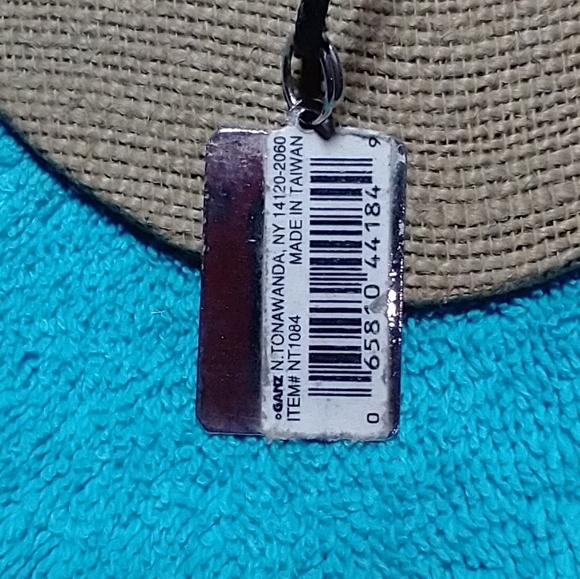 ©GANZ N.TONAWANDA, NY 14120-2060
ITEM# NT1084 MADE IN TAIWAN
0 65810 44184 9